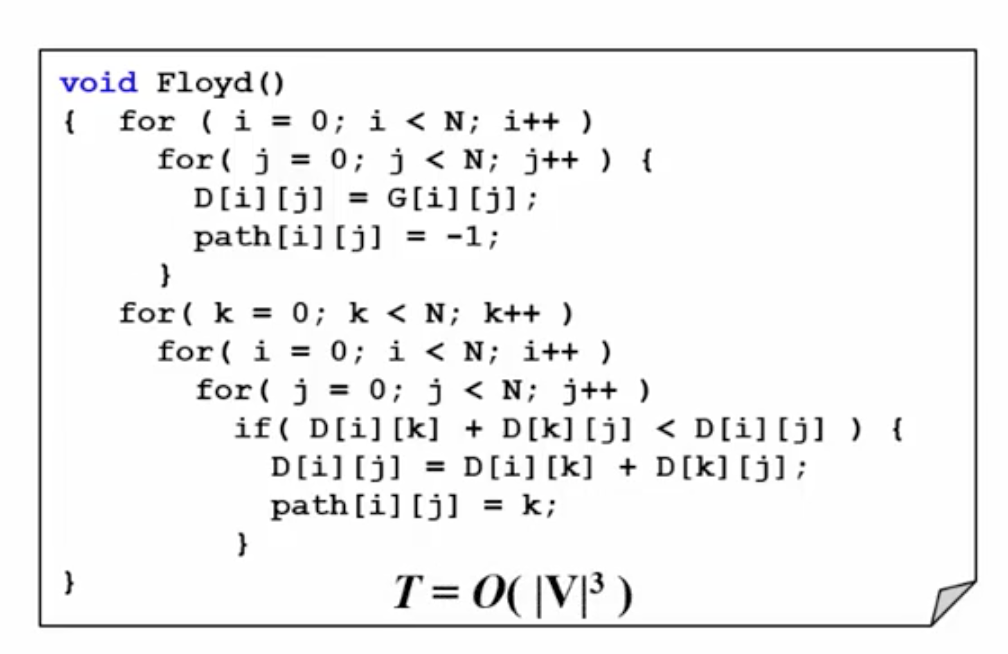 void Floyd()
{ for ( i = 0; i < N; i++ )
for( j = 0; j < N; j++ ) {
D[i][j] = G[i][j];
path[i][j] = -1;
}
for( k = 0; k < N; k++ )
for( i = 0; i < N; i++ )
for( j = 0; j < N; j++ )
if( D[i][k] + D[k][j] < D[i][j] ) {
D[i][j] = D[i][k] + D[k][j];
path[i][j] = k;
}
}
T = O( |V|³ )